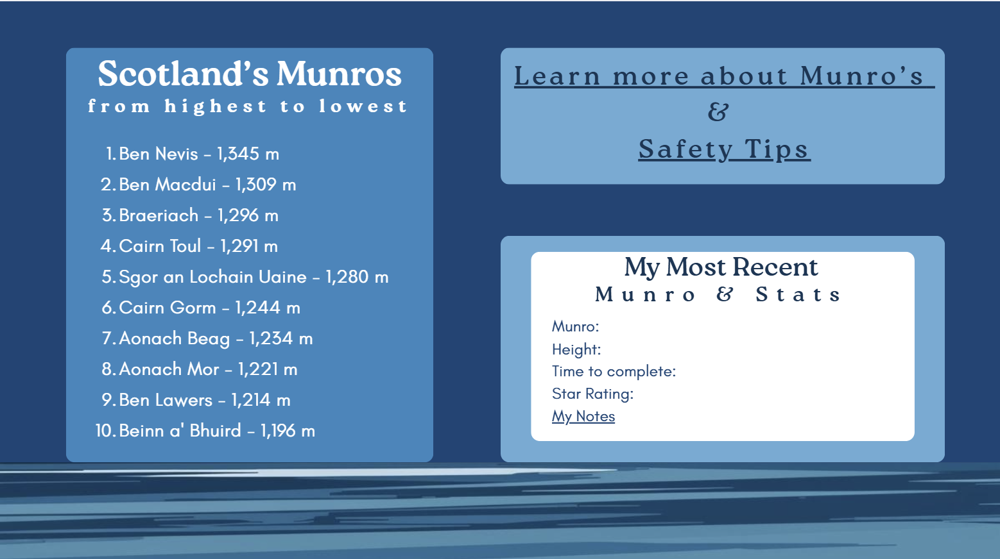 Scotland’s Munros
from highest to lowest
1. Ben Nevis - 1,345 m
2. Ben Macdui - 1,309 m
3. Braeriach - 1,296 m
4. Cairn Toul - 1,291 m
5. Sgor an Lochain Uaine - 1,280 m
6. Cairn Gorm - 1,244 m
7. Aonach Beag - 1,234 m
8. Aonach Mor - 1,221 m
9. Ben Lawers - 1,214 m
10. Beinn a' Bhuird - 1,196 m
Learn more about Munro’s
&
Safety Tips
My Most Recent
Munro & Stats
Munro:
Height:
Time to complete:
Star Rating:
My Notes